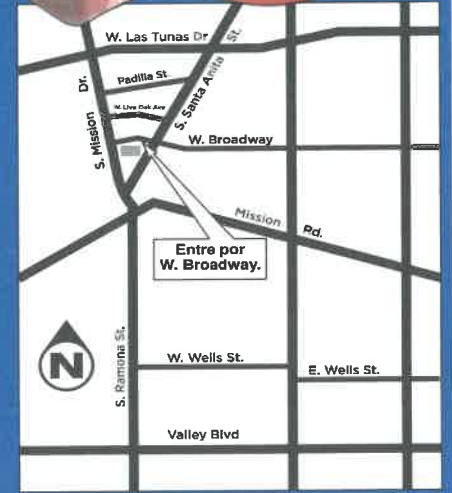 W. Las Tunas Dr
S. Santa Anita St.
Padilla St.
S. Mission Dr.
W. Live Oak Ave
W. Broadway
Mission Rd.
Entre por
W. Broadway.
N
S. Ramona St.
W. Wells St.
E. Wells St.
Valley Blvd